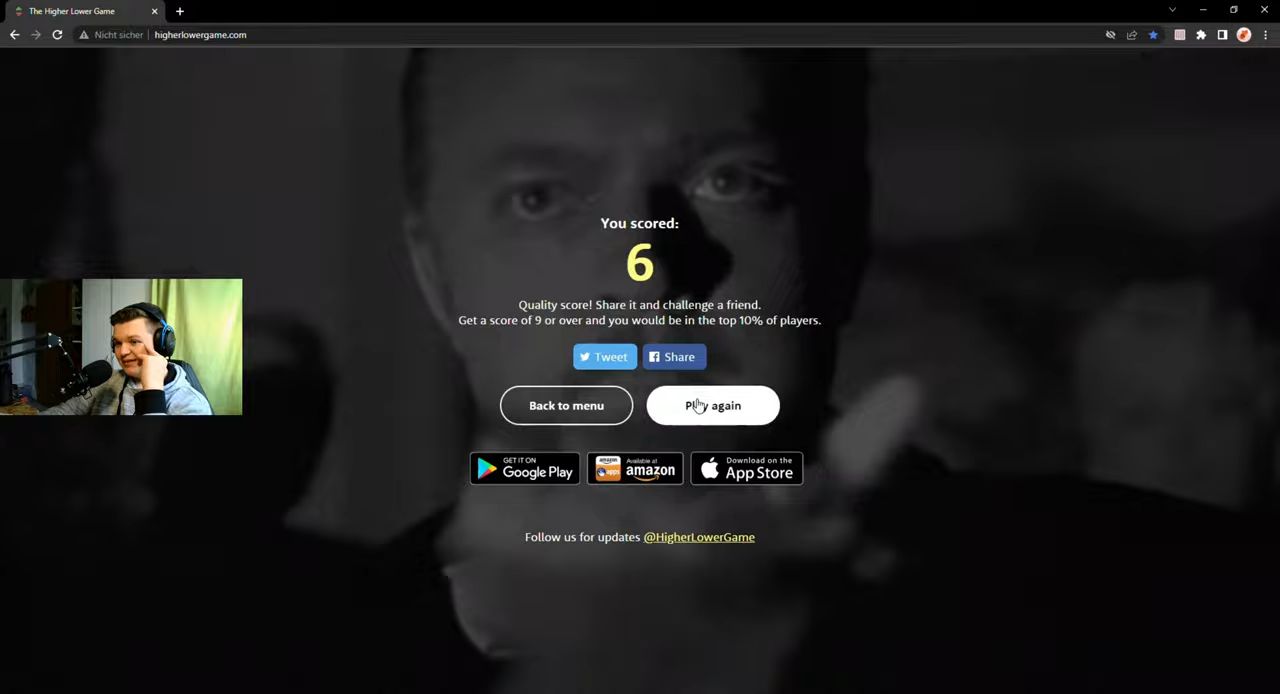 The Higher Lower Game
Nicht sicher
higherlowergame.com
You scored:
6
Quality score! Share it and challenge a friend.
Get a score of 9 or over and you would be in the top 10% of players.
Tweet
Share
Back to menu
Play again
GET IT ON
Google Play
Available at
amazon
Download on the
App Store
Follow us for updates @HigherLowerGame